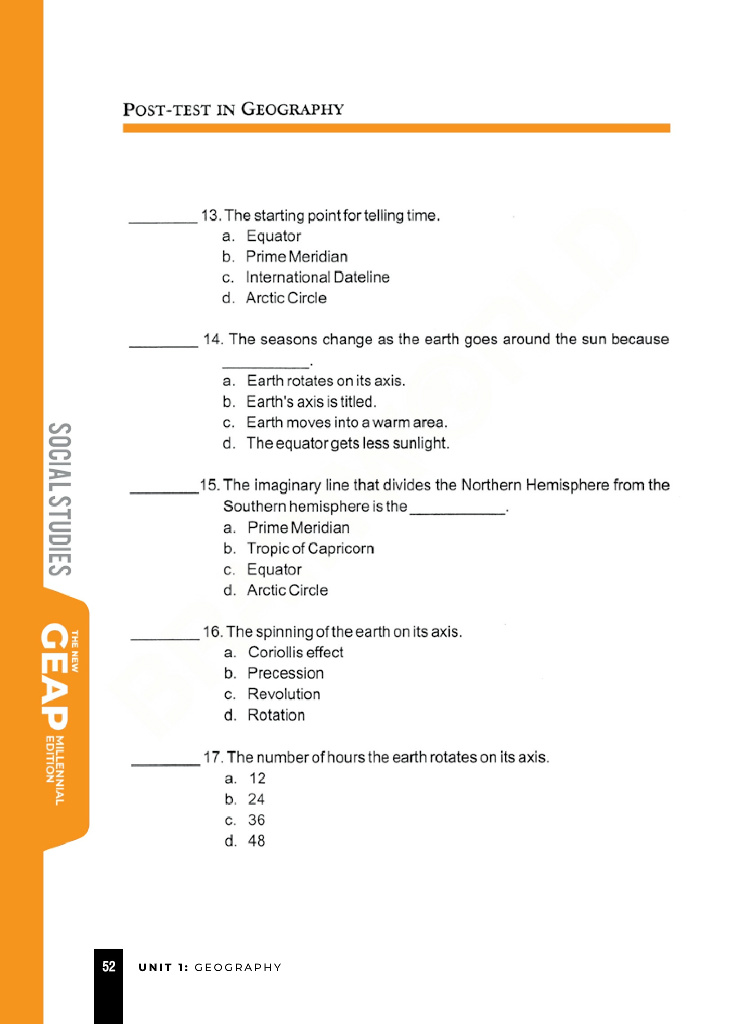 POST-TEST IN GEOGRAPHY
________ 13. The starting point for telling time.
a. Equator
b. Prime Meridian
c. International Dateline
d. Arctic Circle
________ 14. The seasons change as the earth goes around the sun because
__________.
a. Earth rotates on its axis.
b. Earth's axis is titled.
c. Earth moves into a warm area.
d. The equator gets less sunlight.
________ 15. The imaginary line that divides the Northern Hemisphere from the
Southern hemisphere is the ___________.
a. Prime Meridian
b. Tropic of Capricorn
c. Equator
d. Arctic Circle
________ 16. The spinning of the earth on its axis.
a. Coriollis effect
b. Precession
c. Revolution
d. Rotation
________ 17. The number of hours the earth rotates on its axis.
a. 12
b. 24
c. 36
d. 48
SOCIAL STUDIES
THE NEW
GEAP
MILLENNIAL
EDITION
52 UNIT 1: GEOGRAPHY